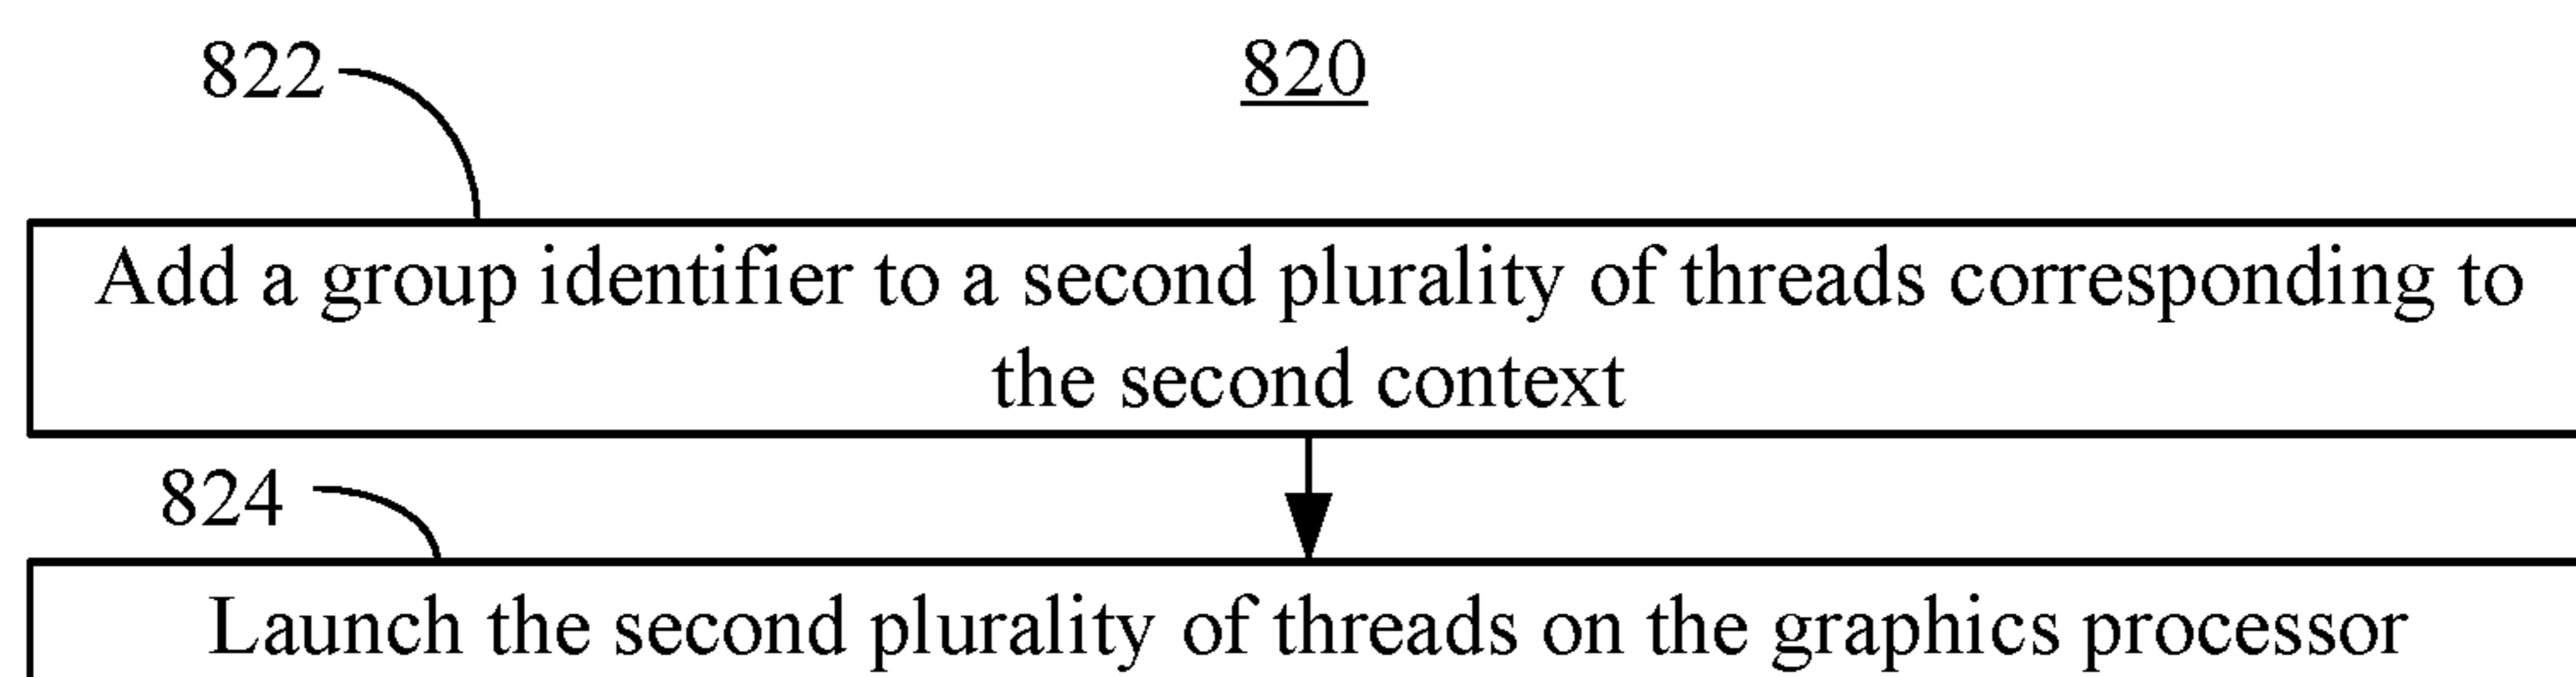 822
820
Add a group identifier to a second plurality of threads corresponding to
the second context
824
Launch the second plurality of threads on the graphics processor